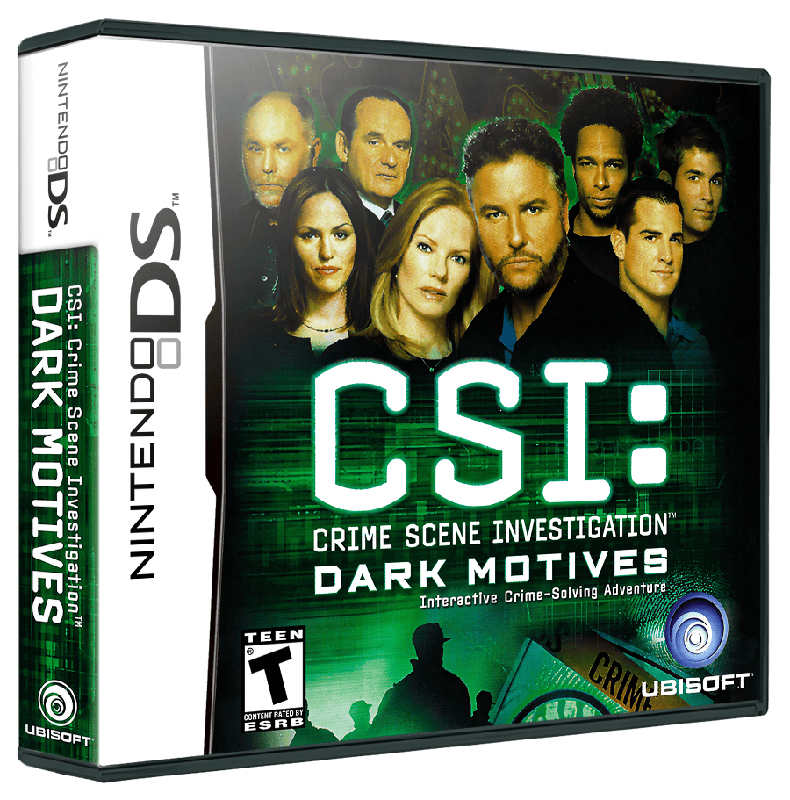 NINTENDO DS™
CSI: Crime Scene Investigation™
DARK MOTIVES
UBISOFT
NINTENDO DS™
CSI:
CRIME SCENE INVESTIGATION™
DARK MOTIVES
Interactive Crime-Solving Adventure
TEEN
T
®
CONTENT RATED BY
ESRB
CRIM
UBISOFT